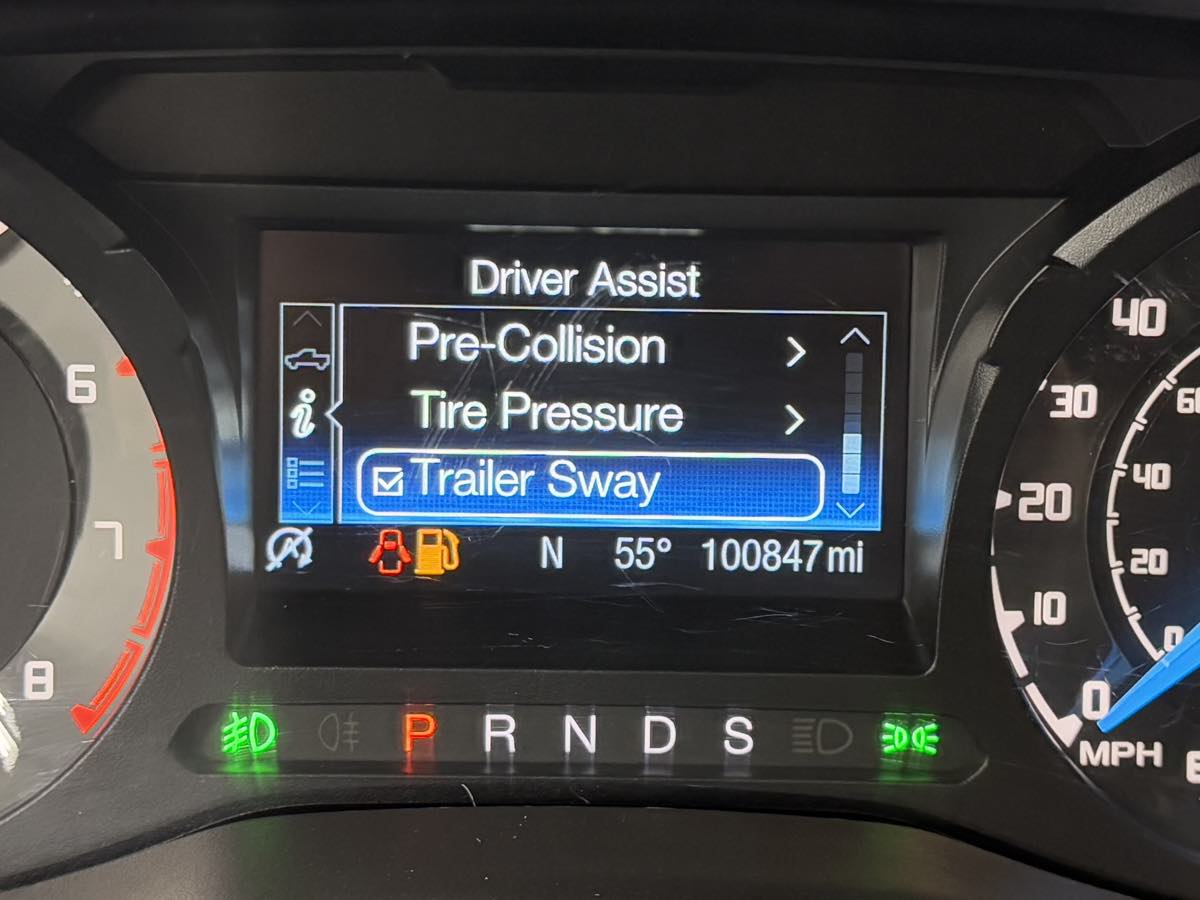 Driver Assist
Pre-Collision
Tire Pressure
Trailer Sway
N 55° 100847 mi
P R N D S
6
7
8
40
30
20
10
0
MPH
60
40
20
0